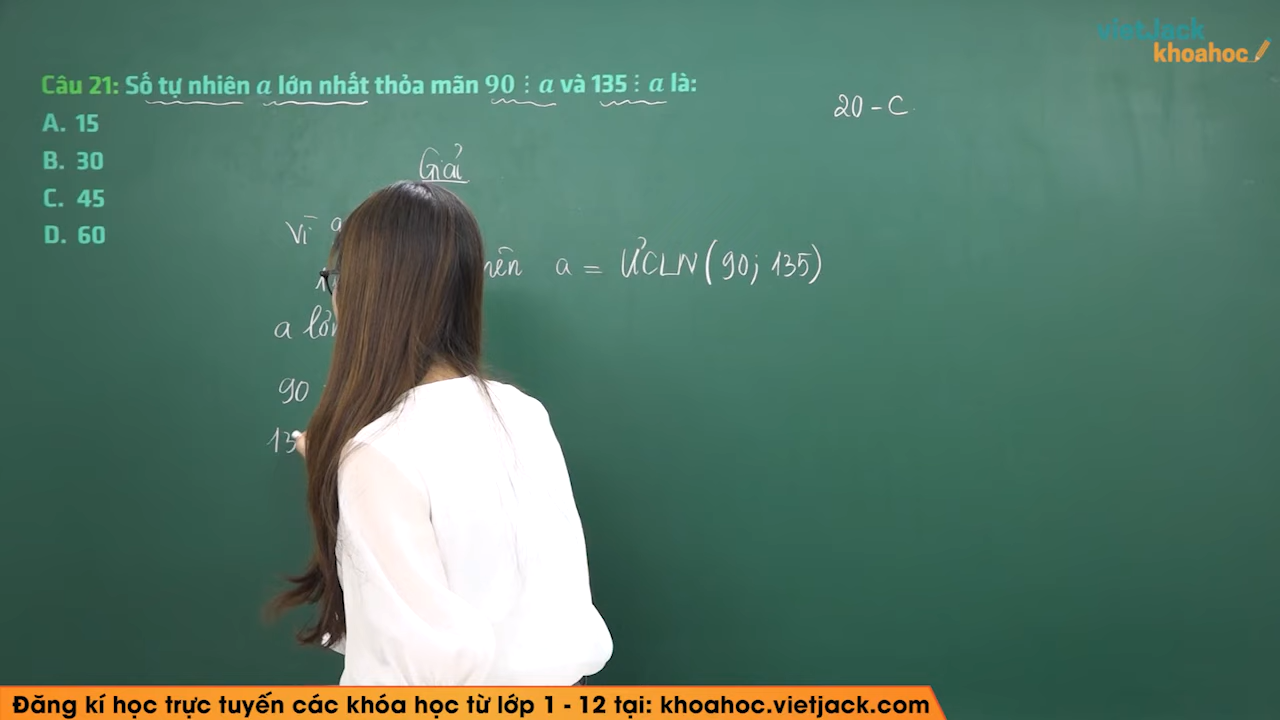 vietJack
khoahoc
Câu 21: Số tự nhiên a lớn nhất thỏa mãn 90 ⋮ a và 135 ⋮ a là:
20 - C
A. 15
B. 30
C. 45
D. 60
Giải
Vì
nên a = ƯCLN (90; 135)
a lớn
90
13
Đăng kí học trực tuyến các khóa học từ lớp 1 - 12 tại: khoahoc.vietjack.com